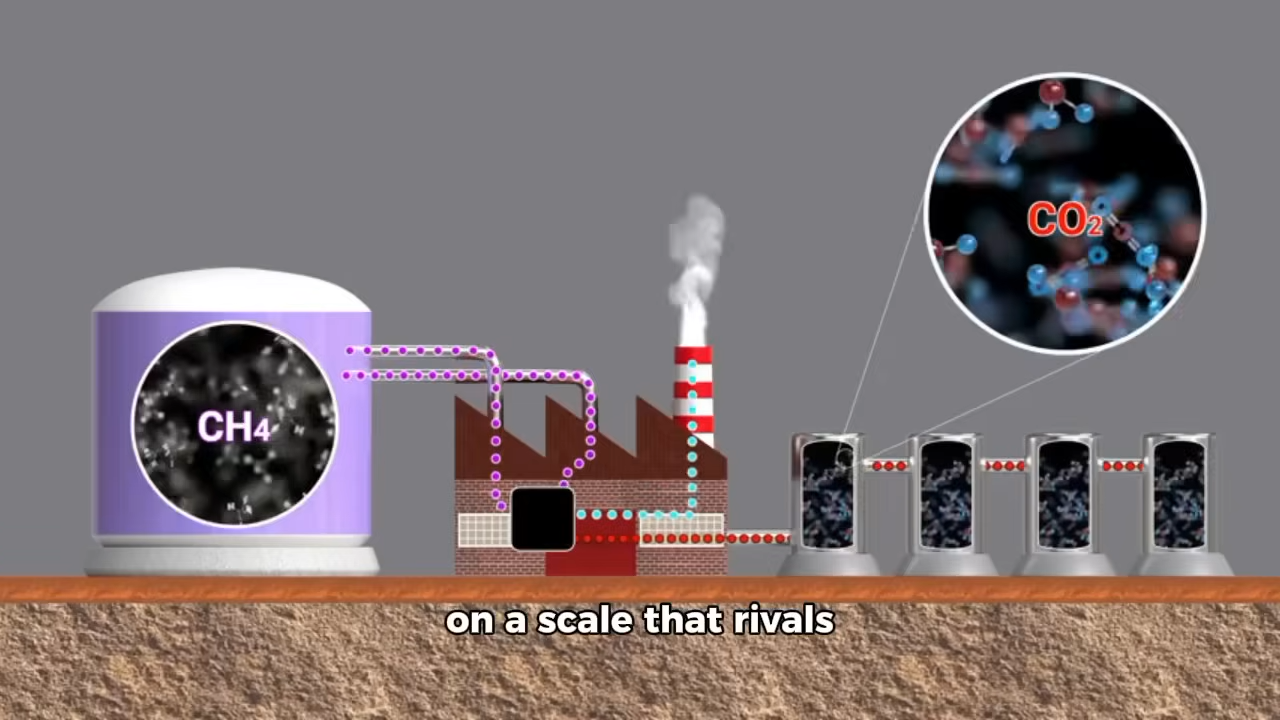 CO₂
CH₄
on a scale that rivals